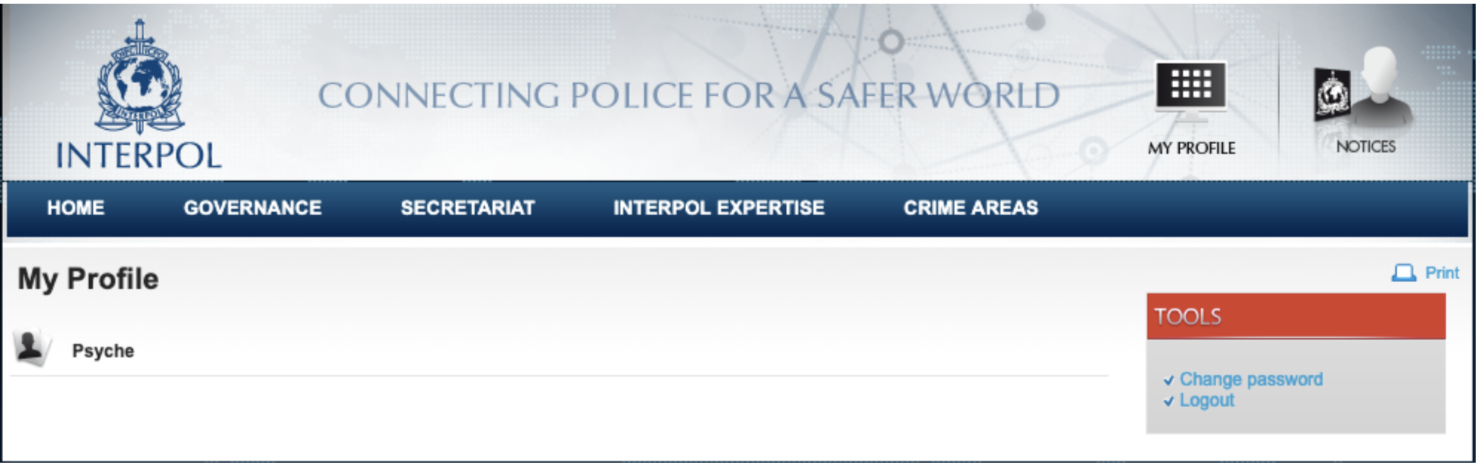 CONNECTING POLICE FOR A SAFER WORLD
INTERPOL
MY PROFILE
NOTICES
HOME GOVERNANCE SECRETARIAT INTERPOL EXPERTISE CRIME AREAS
My Profile
Print
TOOLS
Psyche
Change password
Logout